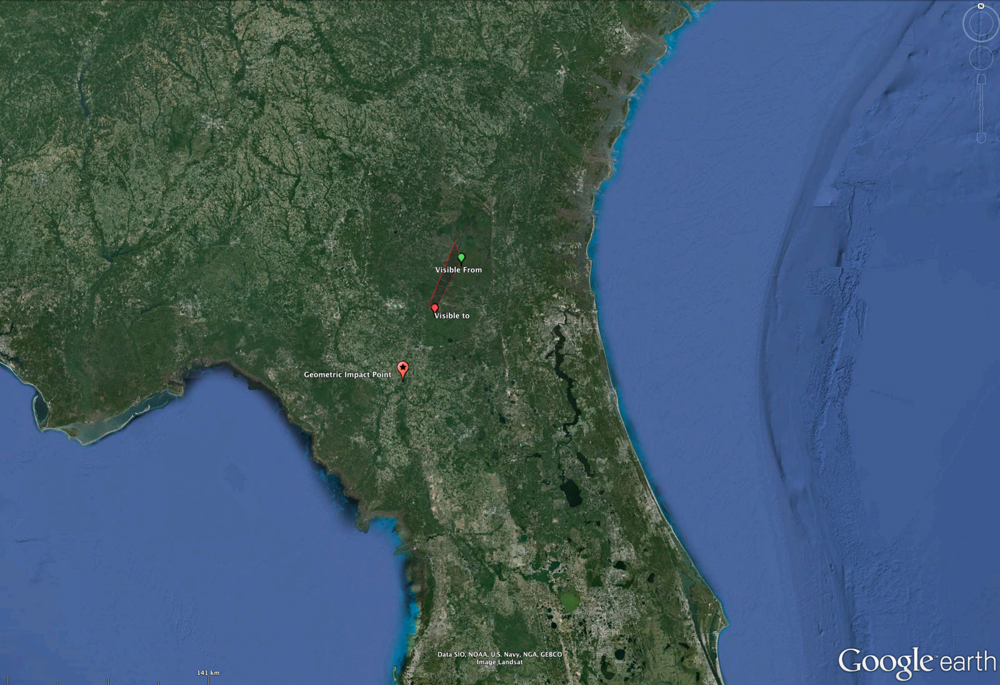 N
Visible From
Visible to
Geometric Impact Point
Data SIO, NOAA, U.S. Navy, NGA, GEBCO
Image Landsat
141 km
Google earth